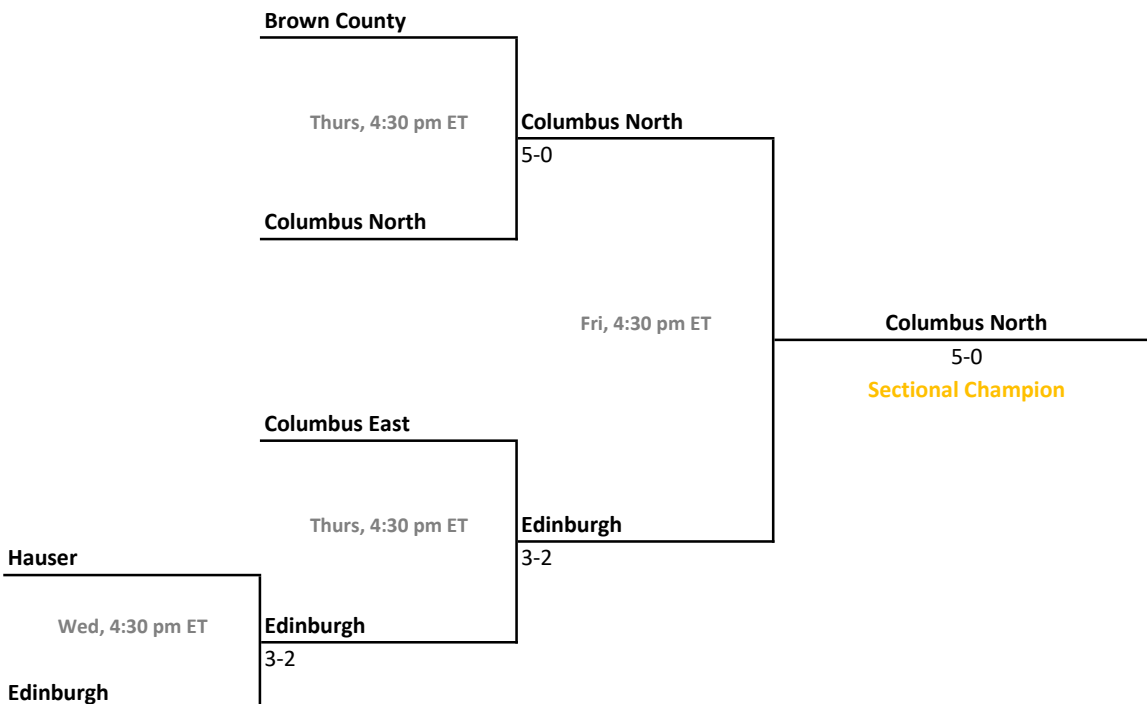 Brown County
Thurs, 4:30 pm ET
Columbus North
5-0
Columbus North
Fri, 4:30 pm ET
Columbus North
5-0
Sectional Champion
Columbus East
Thurs, 4:30 pm ET
Edinburgh
3-2
Hauser
Wed, 4:30 pm ET
Edinburgh
3-2
Edinburgh